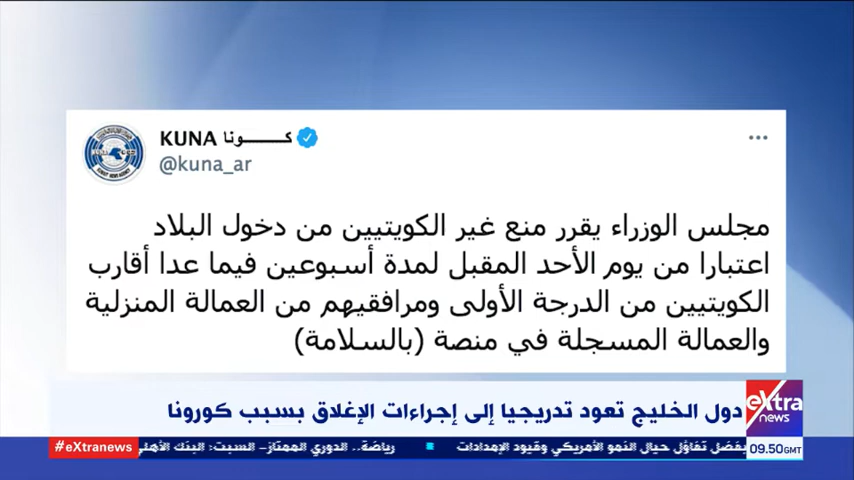 KUNA كـــــونا
@kuna_ar
مجلس الوزراء يقرر منع غير الكويتيين من دخول البلاد
اعتبارا من يوم الأحد المقبل لمدة أسبوعين فيما عدا أقارب
الكويتيين من الدرجة الأولى ومرافقيهم من العمالة المنزلية
والعمالة المسجلة في منصة (بالسلامة)
دول الخليج تعود تدريجيا إلى إجراءات الإغلاق بسبب كورونا
eXtra
news
09.50GMT
بفضل تفاؤل حيال النمو الأمريكي وقيود الإمدادات
رياضة.. الدوري الممتاز- السبت: البنك الأهلي
#eXtranews